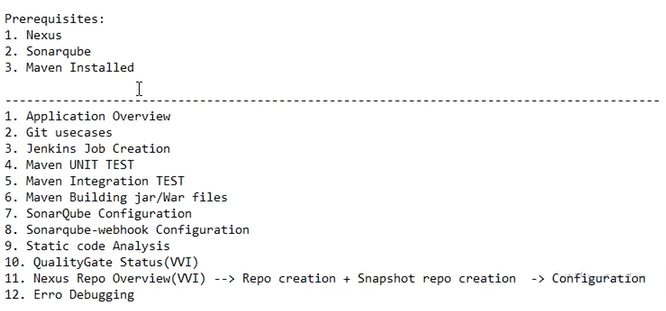 Prerequisites:
1. Nexus
2. Sonarqube
3. Maven Installed
--------------------------------------------------------------------------------------------
1. Application Overview
2. Git usecases
3. Jenkins Job Creation
4. Maven UNIT TEST
5. Maven Integration TEST
6. Maven Building jar/War files
7. SonarQube Configuration
8. Sonarqube-webhook Configuration
9. Static code Analysis
10. QualityGate Status(VVI)
11. Nexus Repo Overview(VVI) --> Repo creation + Snapshot repo creation  -> Configuration
12. Erro Debugging